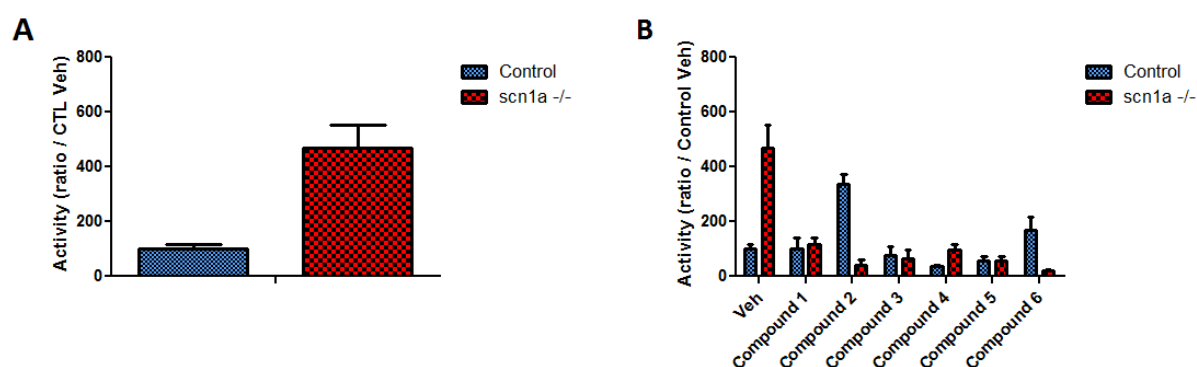 A
Activity (ratio / CTL Veh)
800
600
400
200
0
Control
scn1a -/-
B
Activity (ratio / Control Veh)
800
600
400
200
0
Veh
Compound 1
Compound 2
Compound 3
Compound 4
Compound 5
Compound 6
Control
scn1a -/-